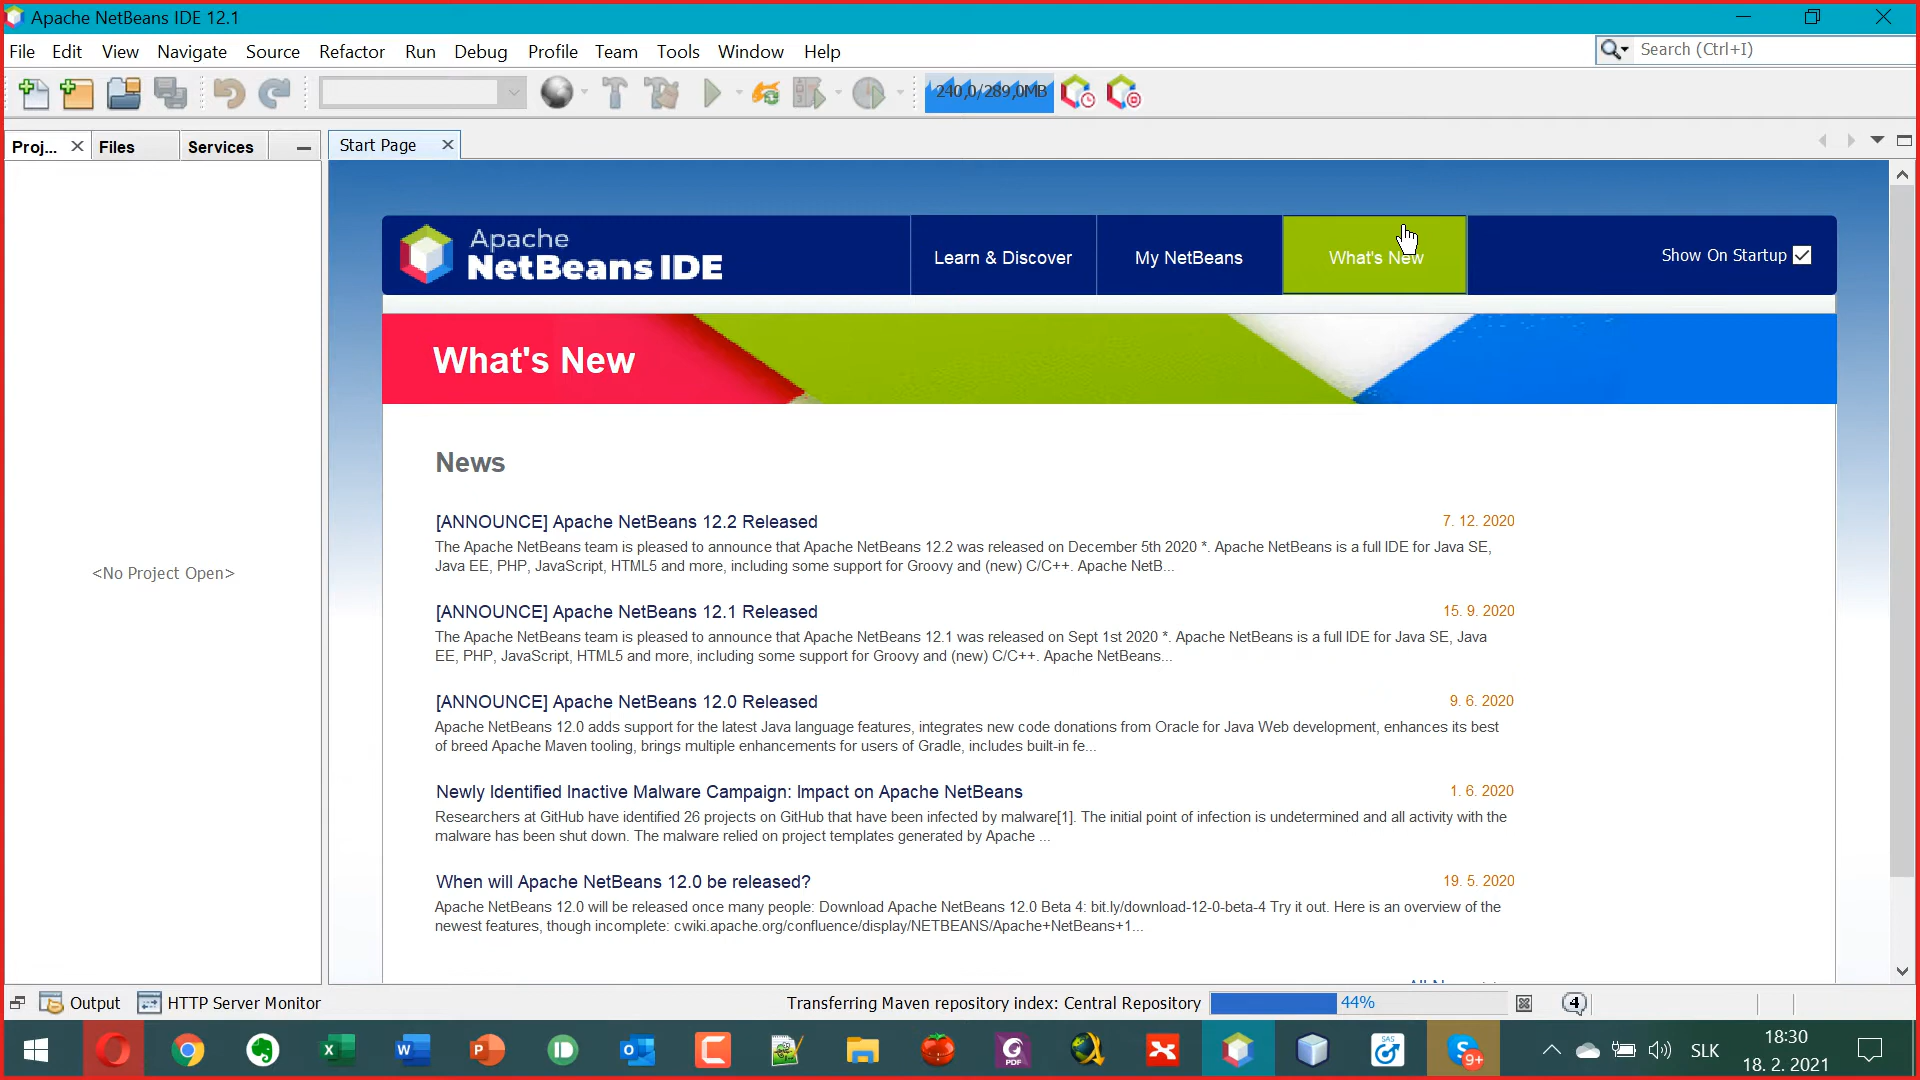 Apache NetBeans IDE 12.1
File Edit View Navigate Source Refactor Run Debug Profile Team Tools Window Help
Search (Ctrl+I)
240,0/289,0MB
Proj... Files Services
Start Page
Apache
NetBeans IDE
Learn & Discover
My NetBeans
What's New
Show On Startup
What's New
News
[ANNOUNCE] Apache NetBeans 12.2 Released
7. 12. 2020
The Apache NetBeans team is pleased to announce that Apache NetBeans 12.2 was released on December 5th 2020 *. Apache NetBeans is a full IDE for Java SE,
Java EE, PHP, JavaScript, HTML5 and more, including some support for Groovy and (new) C/C++. Apache NetB...
[ANNOUNCE] Apache NetBeans 12.1 Released
15. 9. 2020
The Apache NetBeans team is pleased to announce that Apache NetBeans 12.1 was released on Sept 1st 2020 *. Apache NetBeans is a full IDE for Java SE, Java
EE, PHP, JavaScript, HTML5 and more, including some support for Groovy and (new) C/C++. Apache NetBeans...
[ANNOUNCE] Apache NetBeans 12.0 Released
9. 6. 2020
Apache NetBeans 12.0 adds support for the latest Java language features, integrates new code donations from Oracle for Java Web development, enhances its best
of breed Apache Maven tooling, brings multiple enhancements for users of Gradle, includes built-in fe...
Newly Identified Inactive Malware Campaign: Impact on Apache NetBeans
1. 6. 2020
Researchers at GitHub have identified 26 projects on GitHub that have been infected by malware[1]. The initial point of infection is undetermined and all activity with the
malware has been shut down. The malware relied on project templates generated by Apache ...
When will Apache NetBeans 12.0 be released?
19. 5. 2020
Apache NetBeans 12.0 will be released once many people: Download Apache NetBeans 12.0 Beta 4: bit.ly/download-12-0-beta-4 Try it out. Here is an overview of the
newest features, though incomplete: cwiki.apache.org/confluence/display/NETBEANS/Apache+NetBeans+1...
<No Project Open>
Output
HTTP Server Monitor
Transferring Maven repository index: Central Repository
44%
4
SLK
18:30
18. 2. 2021
PDF
SAS
9+